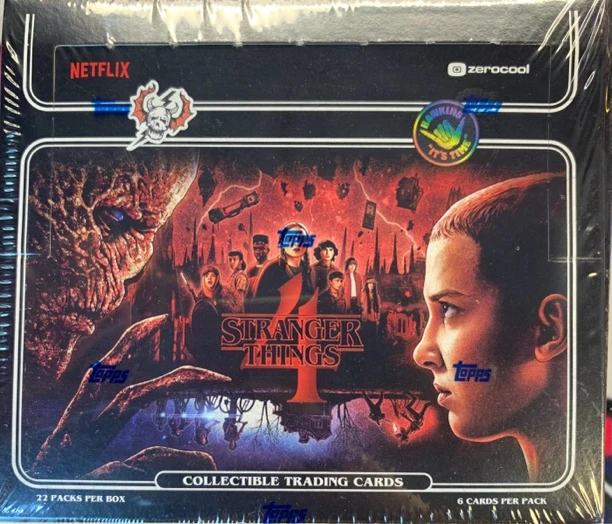 NETFLIX
zerocool
Topps
Topps
HAWKINS
"IT'S TIME"
Topps
STRANGER
4
THINGS
Topps
Topps
COLLECTIBLE TRADING CARDS
22 PACKS PER BOX
6 CARDS PER PACK
Topps